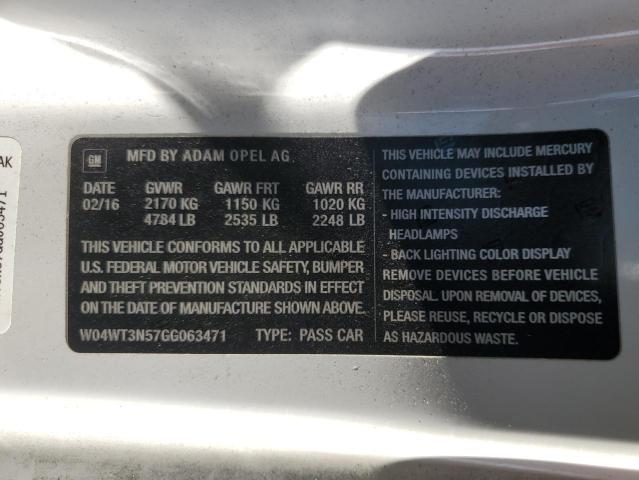 GM MFD BY ADAM OPEL AG
DATE GVWR GAWR FRT GAWR RR
02/16 2170 KG 1150 KG 1020 KG
4784 LB 2535 LB 2248 LB
THIS VEHICLE CONFORMS TO ALL APPLICABLE
U.S. FEDERAL MOTOR VEHICLE SAFETY, BUMPER
AND THEFT PREVENTION STANDARDS IN EFFECT
ON THE DATE OF MANUFACTURE SHOWN ABOVE.
W04WT3N57GG063471 TYPE: PASS CAR
THIS VEHICLE MAY INCLUDE MERCURY
CONTAINING DEVICES INSTALLED BY
THE MANUFACTURER:
- HIGH INTENSITY DISCHARGE
HEADLAMPS
- BACK LIGHTING COLOR DISPLAY
REMOVE DEVICES BEFORE VEHICLE
DISPOSAL UPON REMOVAL OF DEVICES,
PLEASE REUSE, RECYCLE OR DISPOSE
AS HAZARDOUS WASTE.